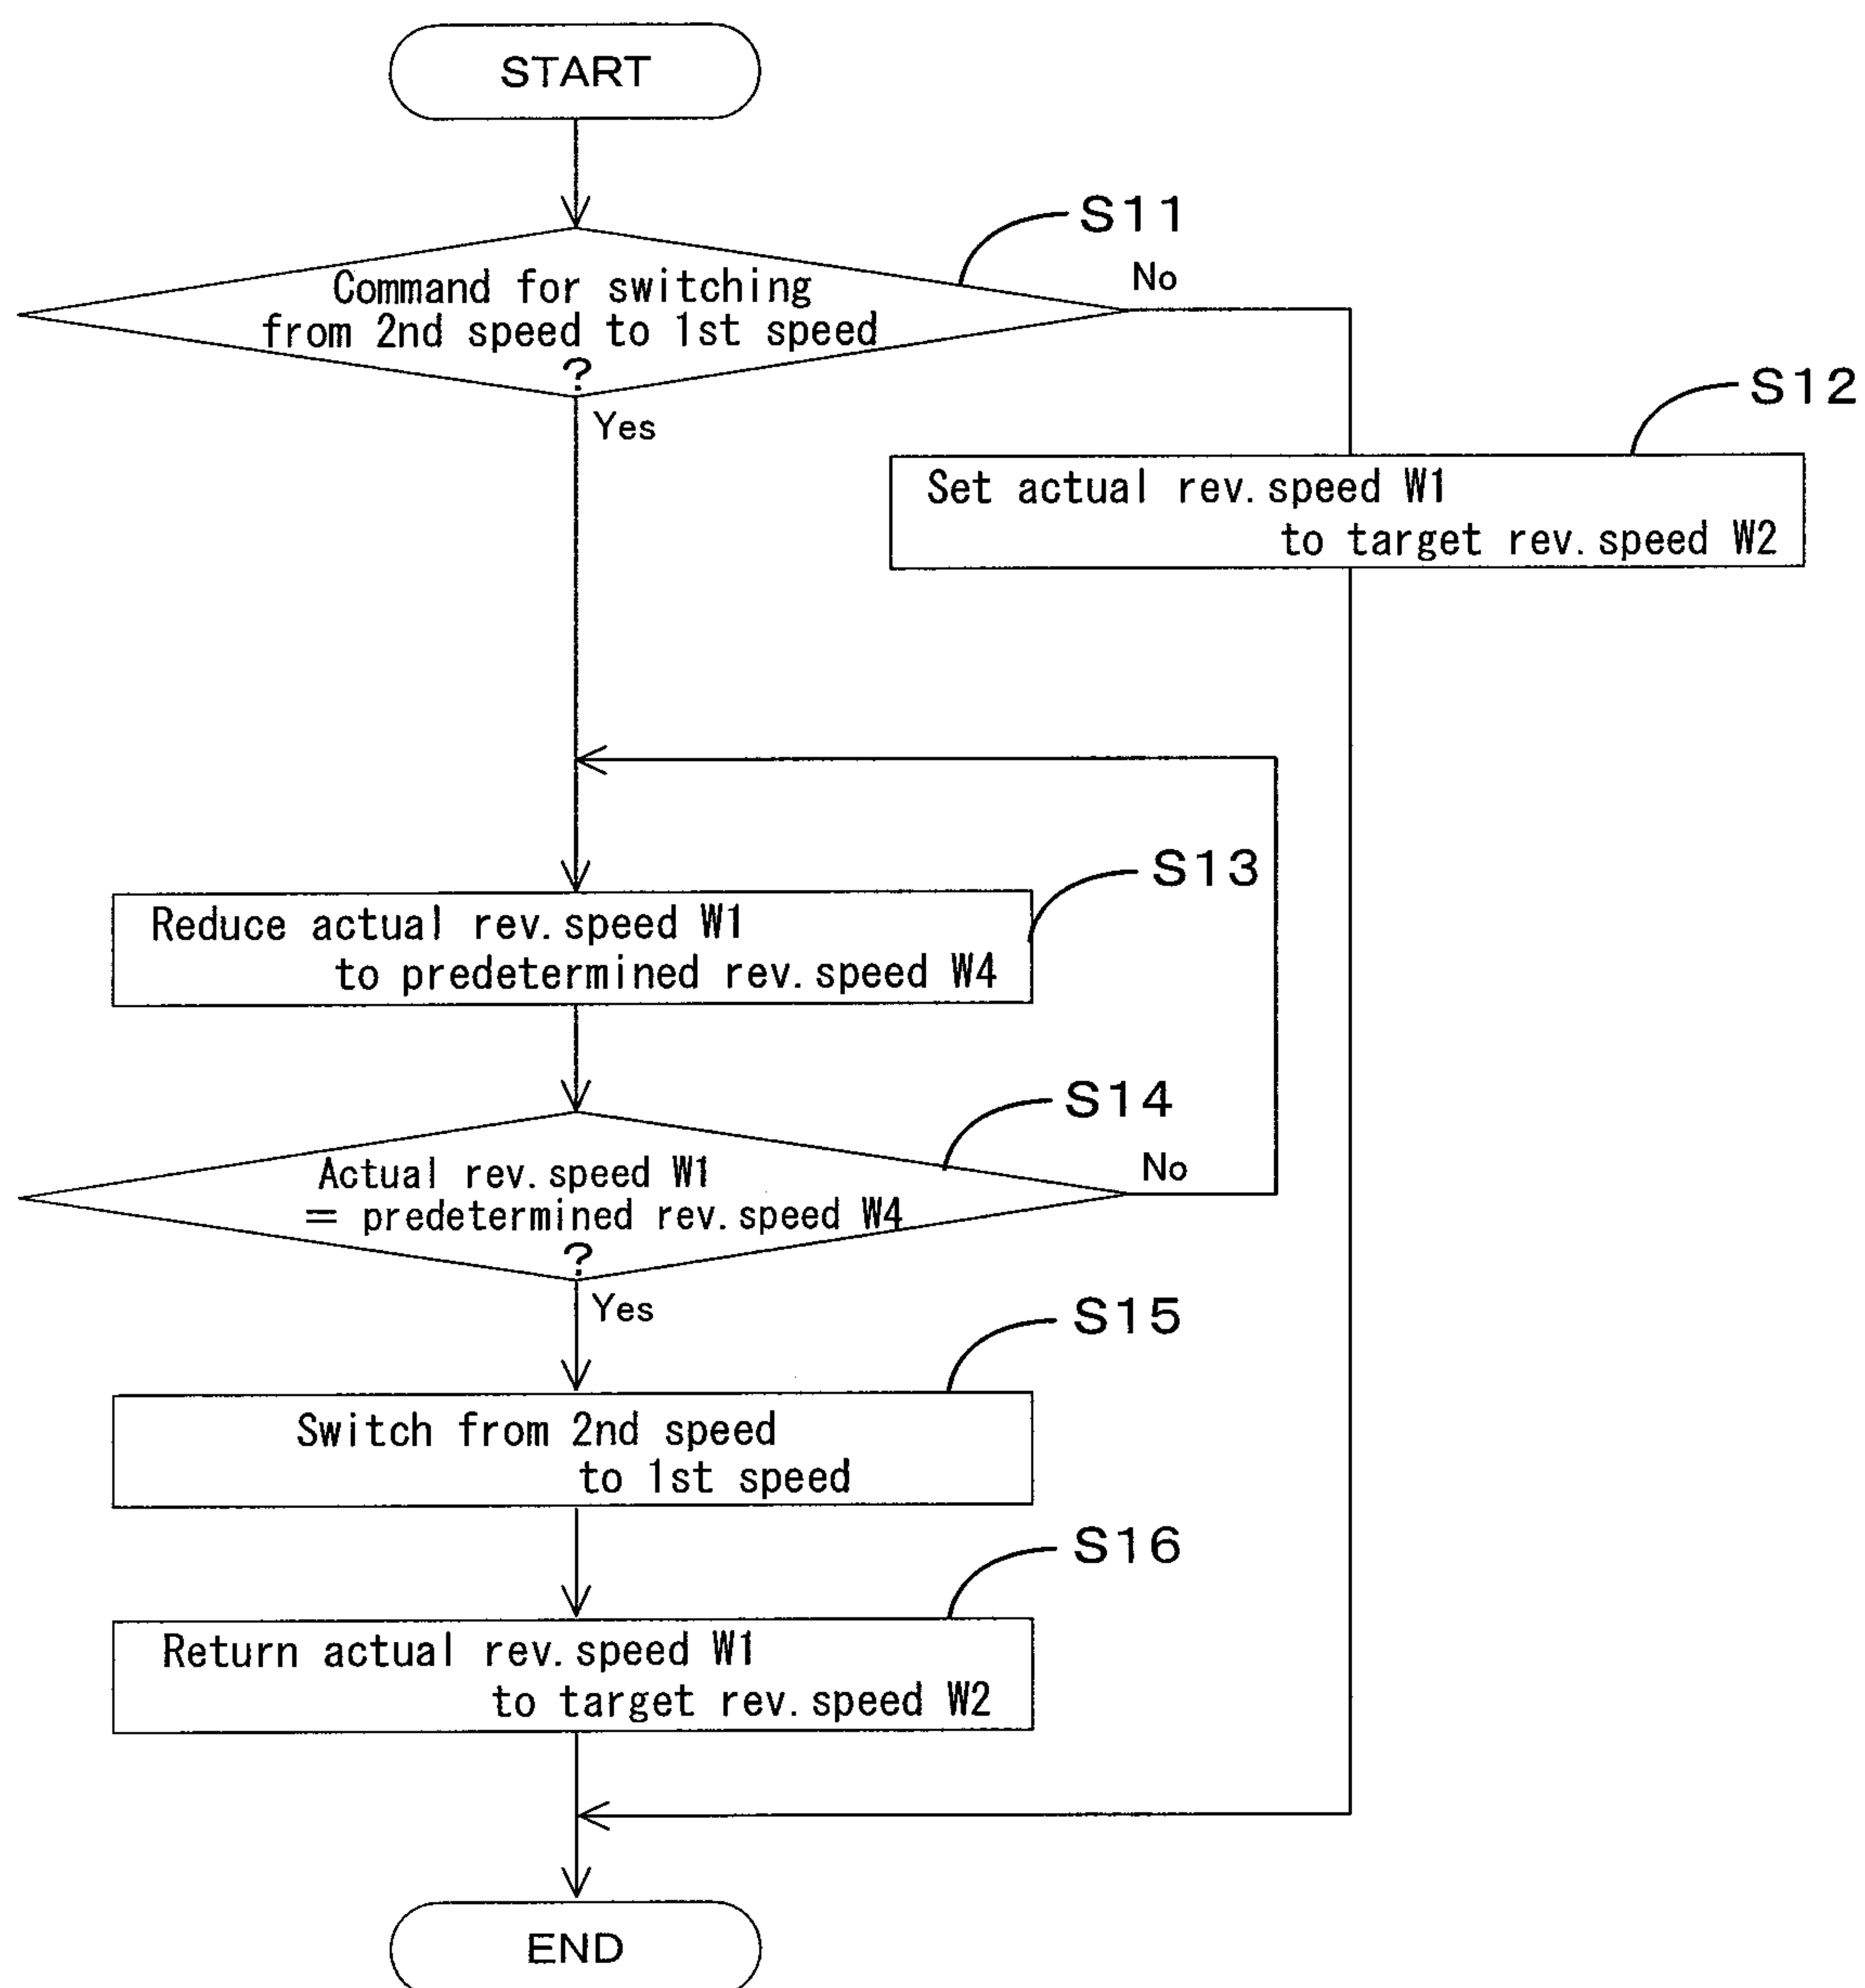 START
S11
Command for switching
from 2nd speed to 1st speed
?
No
Yes
S12
Set actual rev.speed W1
to target rev.speed W2
S13
Reduce actual rev.speed W1
to predetermined rev.speed W4
S14
Actual rev.speed W1
= predetermined rev.speed W4
?
No
Yes
S15
Switch from 2nd speed
to 1st speed
S16
Return actual rev.speed W1
to target rev.speed W2
END